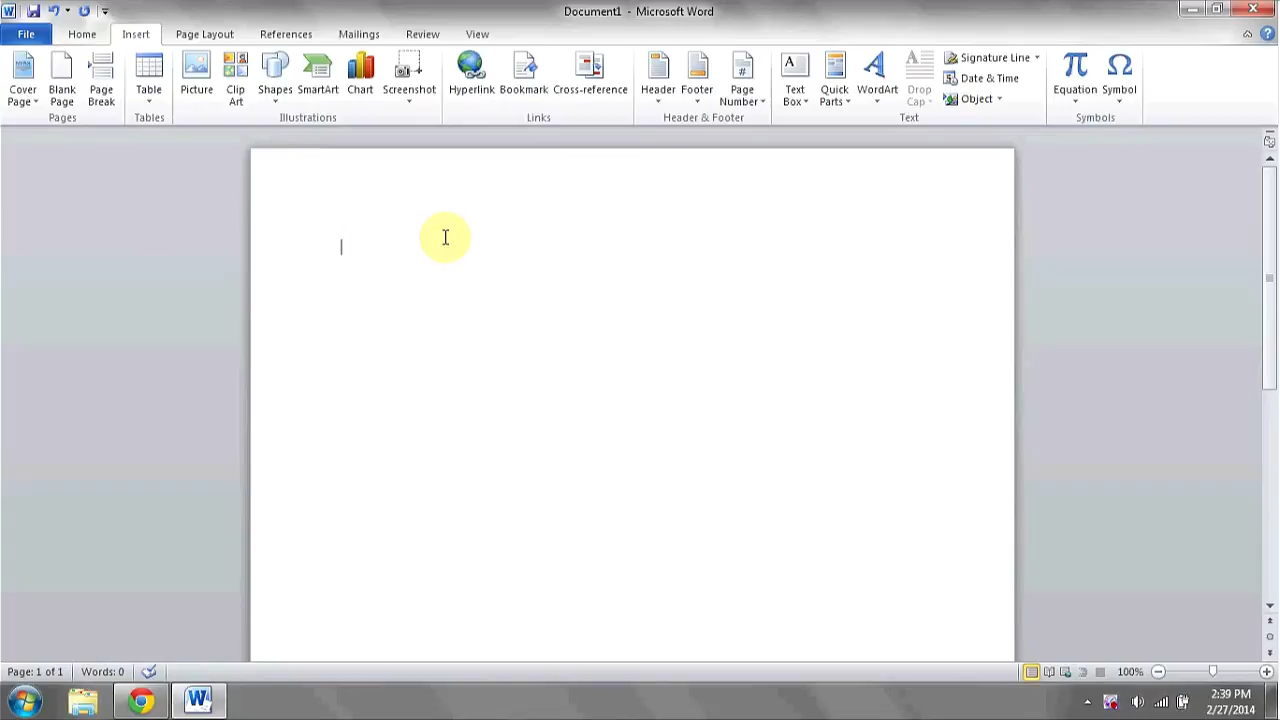 Document1 - Microsoft Word
File Home Insert Page Layout References Mailings Review View
Cover Page
Blank Page
Page Break
Table
Picture
Clip Art
Shapes
SmartArt
Chart
Screenshot
Hyperlink
Bookmark
Cross-reference
Header
Footer
Page Number
Text Box
Quick Parts
WordArt
Drop Cap
Signature Line
Date & Time
Object
Equation
Symbol
Pages Tables Illustrations Links Header & Footer Text Symbols
Page: 1 of 1 Words: 0 100%
2:39 PM
2/27/2014